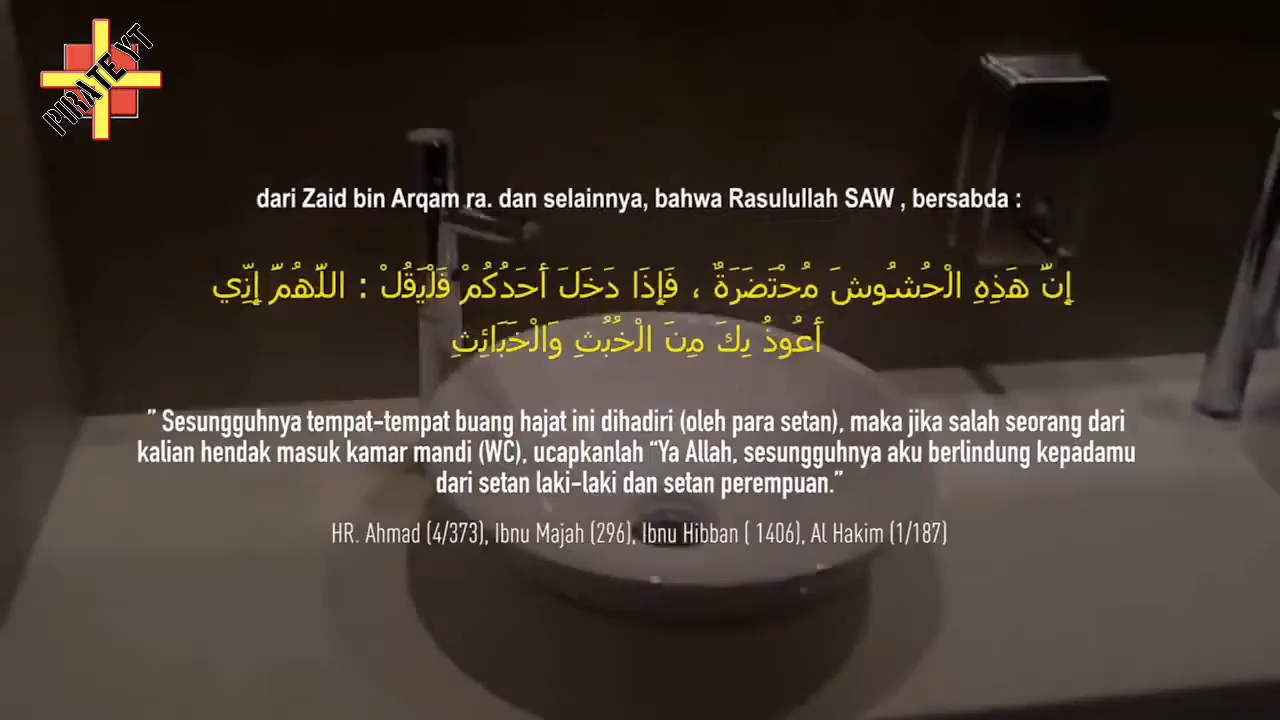 PIRATE YT
dari Zaid bin Arqam ra. dan selainnya, bahwa Rasulullah SAW , bersabda :
إِنَّ هَذِهِ الْحُشُوشَ مُحْتَضَرَةٌ ، فَإِذَا دَخَلَ أَحَدُكُمْ فَلْيَقُلْ : اللَّهُمَّ إِنِّي
أَعُوذُ بِكَ مِنَ الْخُبُثِ وَالْخَبَائِثِ
” Sesungguhnya tempat-tempat buang hajat ini dihadiri (oleh para setan), maka jika salah seorang dari
kalian hendak masuk kamar mandi (WC), ucapkanlah “Ya Allah, sesungguhnya aku berlindung kepadamu
dari setan laki-laki dan setan perempuan.”
HR. Ahmad (4/373), Ibnu Majah (296), Ibnu Hibban ( 1406), Al Hakim (1/187)